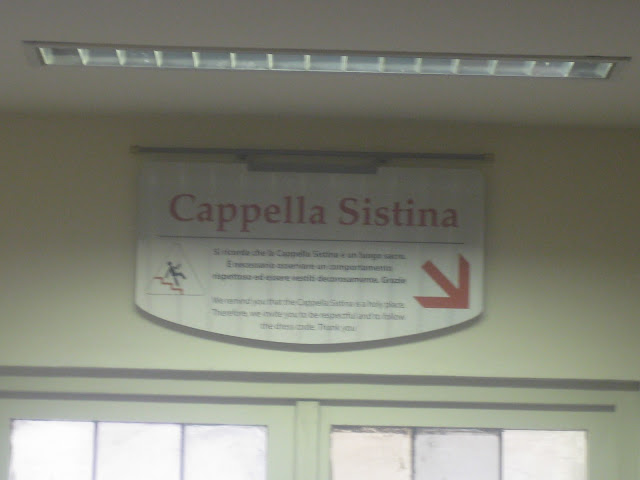 Cappella Sistina
Si ricorda che la Cappella Sistina è un luogo sacro.
È necessario osservare un comportamento
rispettoso ed essere vestiti decorosamente. Grazie
We remind you that the Cappella Sistina is a holy place.
Therefore, we invite you to be respectful and to follow
the dress code. Thank you